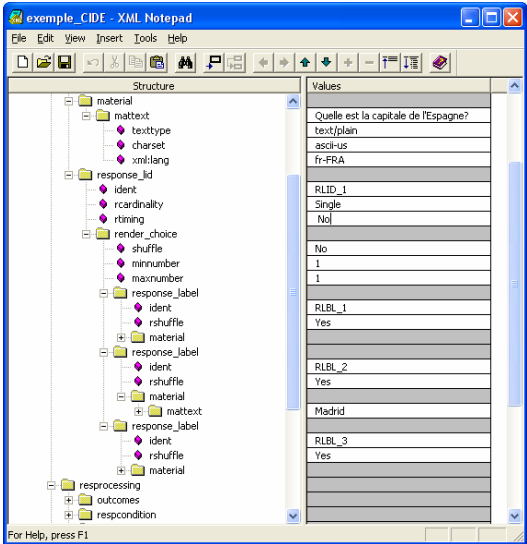 exemple_CIDE - XML Notepad
File Edit View Insert Tools Help
Structure Values
material
mattext Quelle est la capitale de l'Espagne?
texttype text/plain
charset ascii-us
xml:lang fr-FRA
response_lid
ident RLID_1
rcardinality Single
rtiming No
render_choice
shuffle No
minnumber 1
maxnumber 1
response_label
ident RLBL_1
rshuffle Yes
material
response_label
ident RLBL_2
rshuffle Yes
material
mattext Madrid
response_label
ident RLBL_3
rshuffle Yes
material
resprocessing
outcomes
respcondition
For Help, press F1